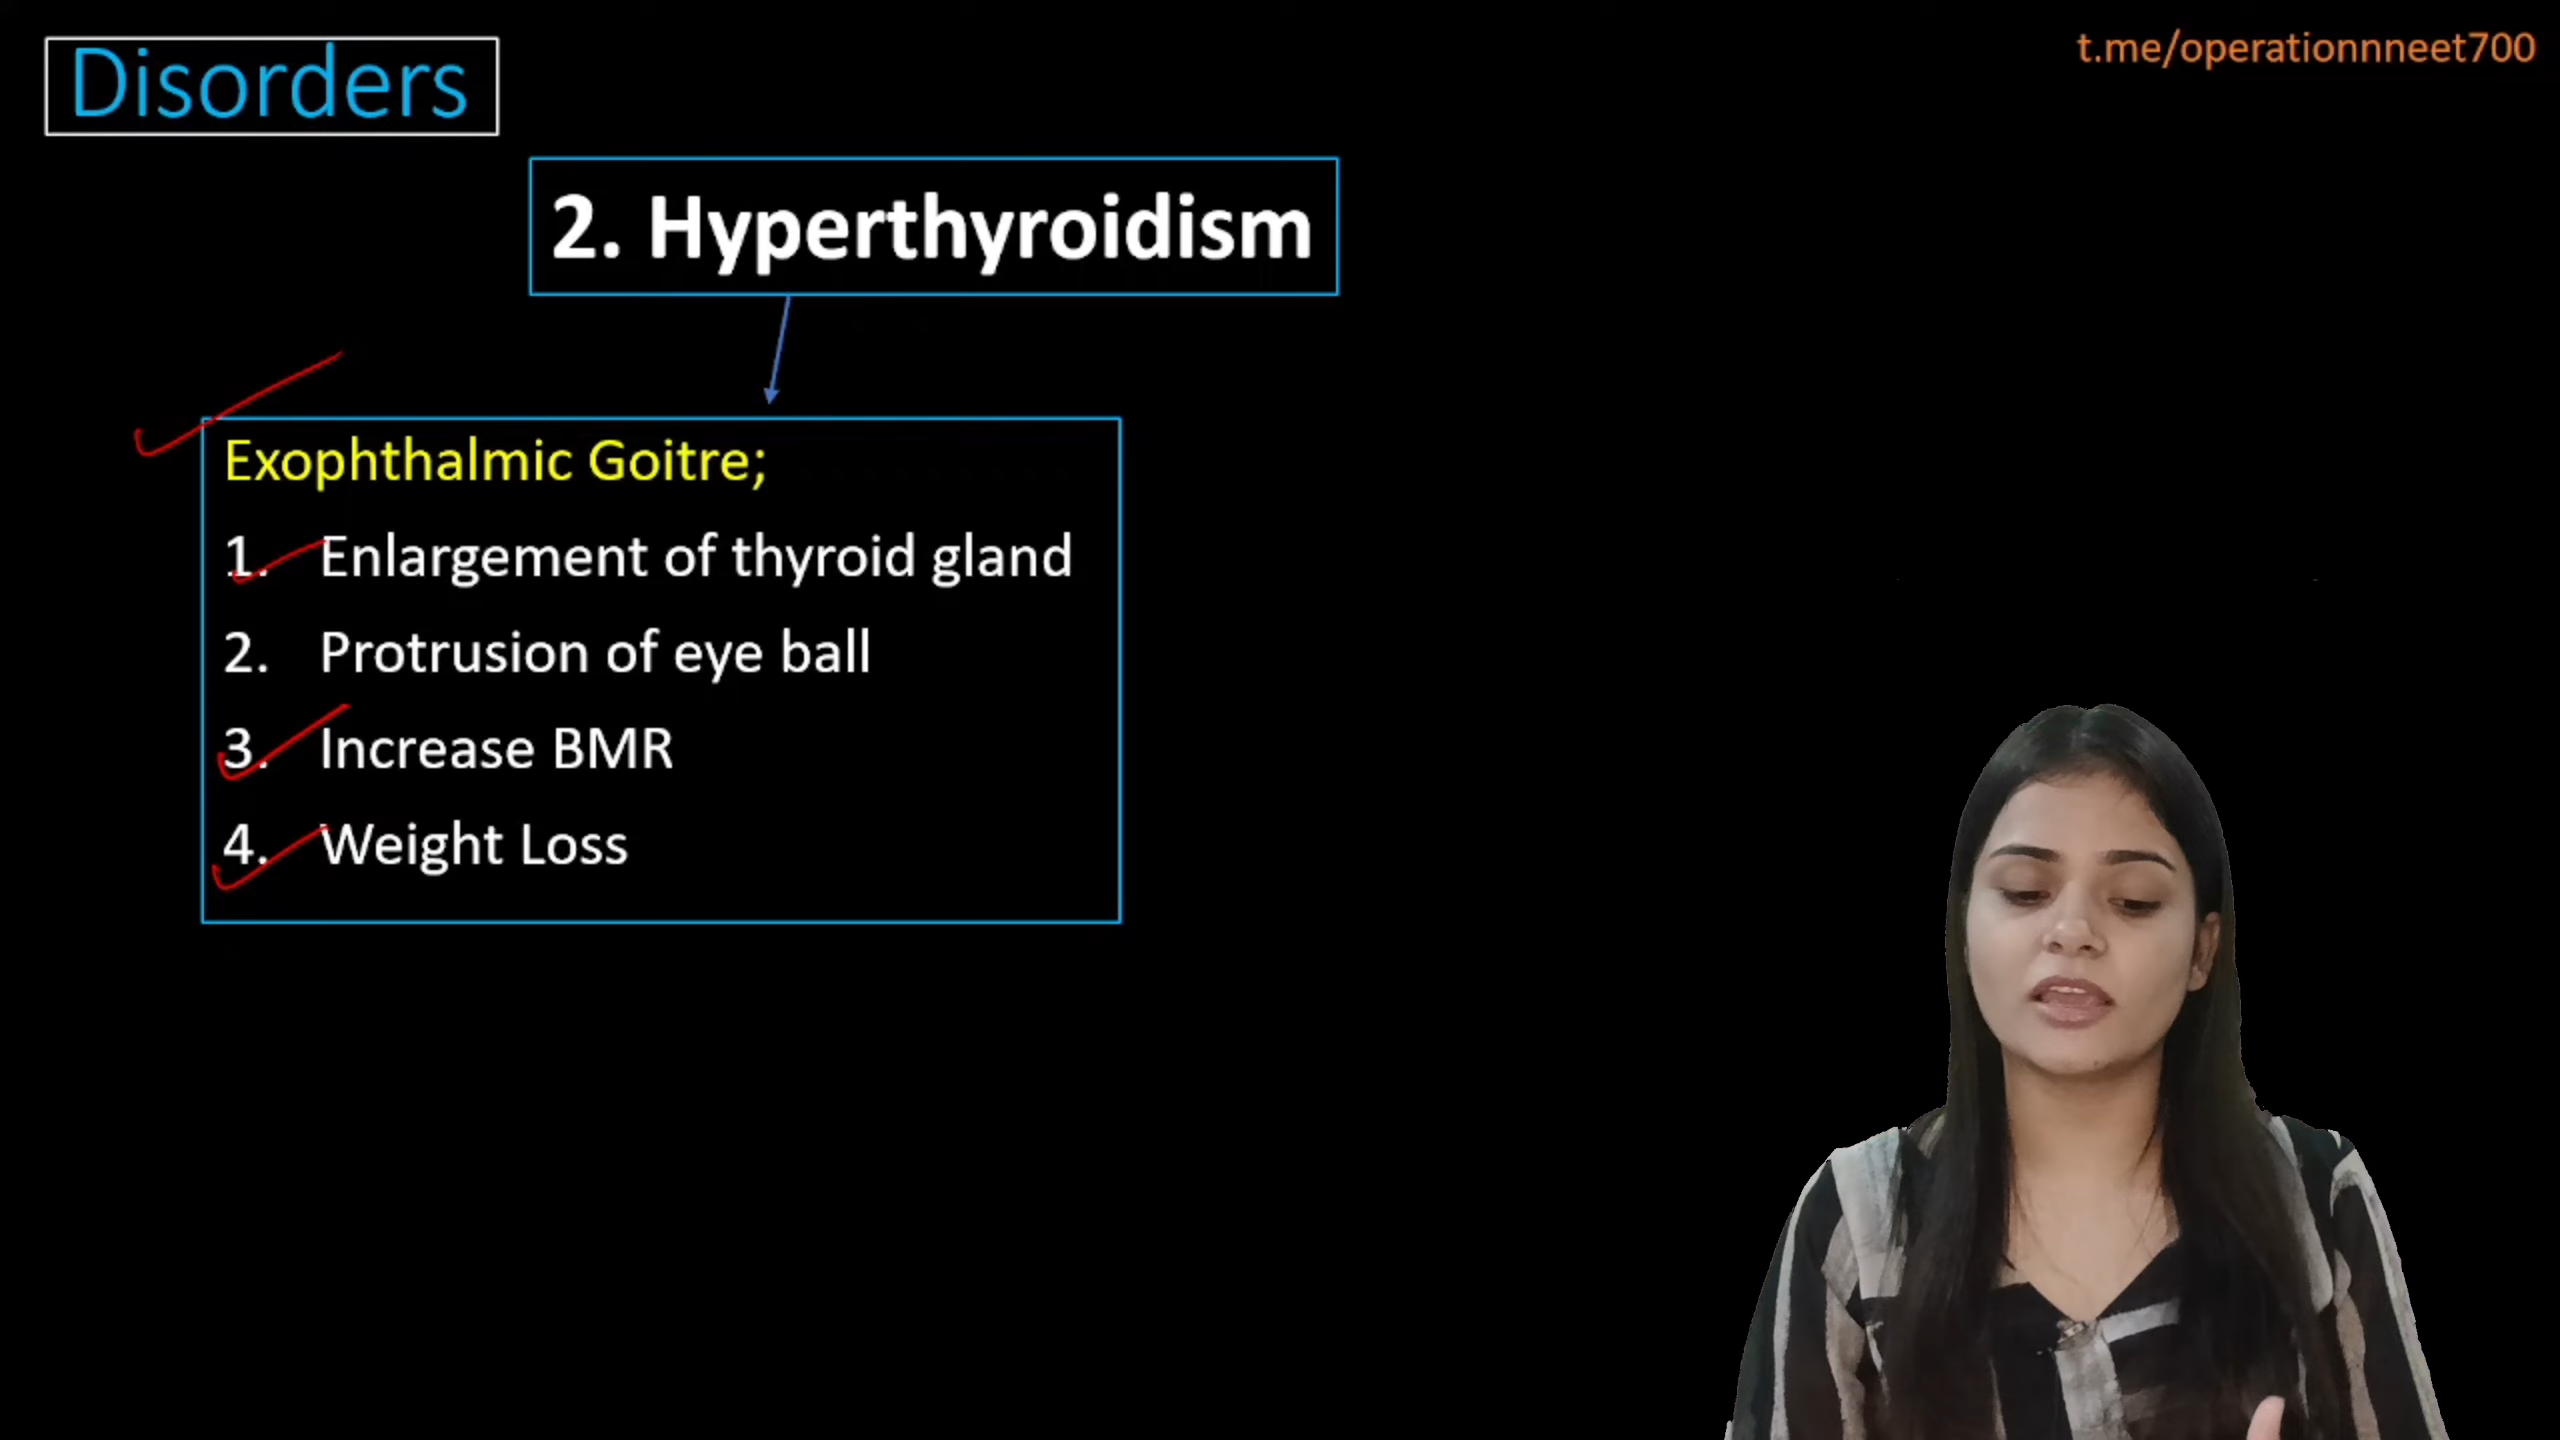 Disorders
t.me/operationnneet700
2. Hyperthyroidism
Exophthalmic Goitre;
1. Enlargement of thyroid gland
2. Protrusion of eye ball
3. Increase BMR
4. Weight Loss